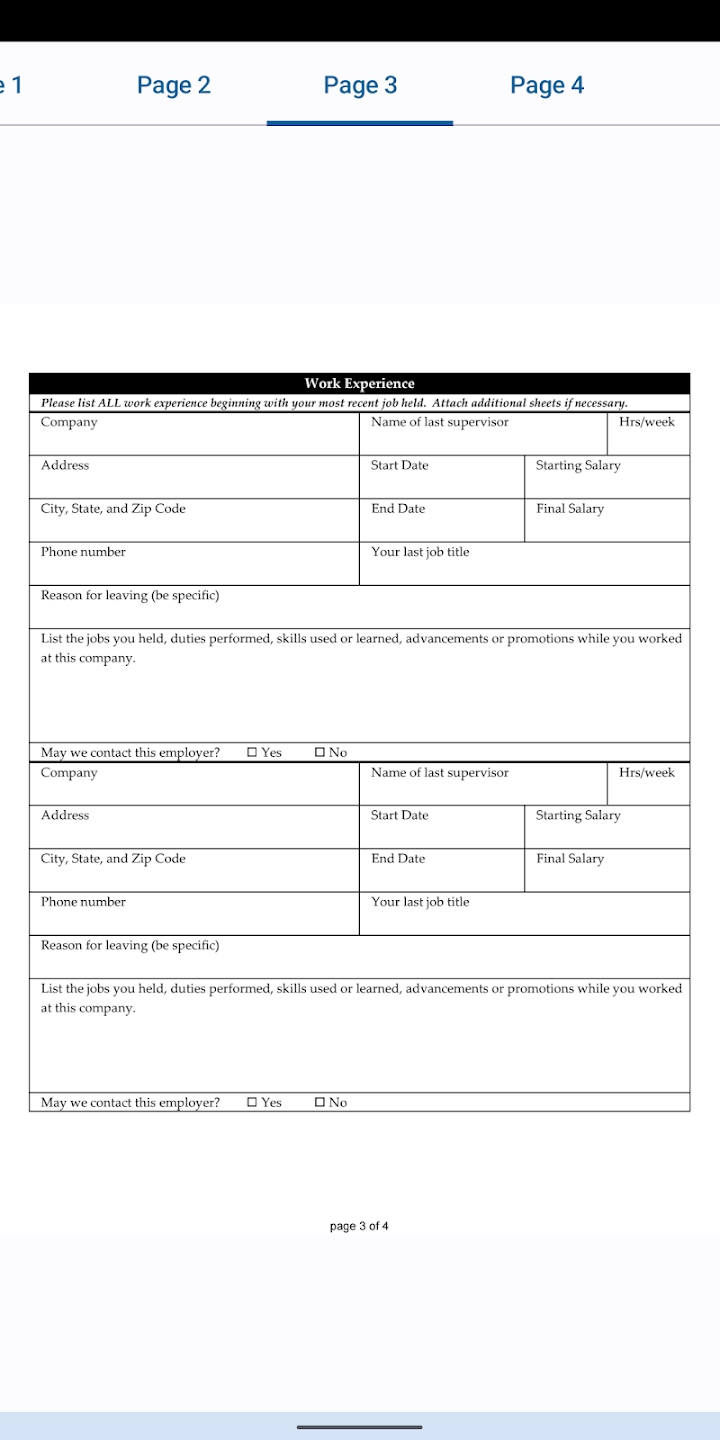 e 1 Page 2 Page 3 Page 4
Work Experience
Please list ALL work experience beginning with your most recent job held. Attach additional sheets if necessary.
Company Name of last supervisor Hrs/week
Address Start Date Starting Salary
City, State, and Zip Code End Date Final Salary
Phone number Your last job title
Reason for leaving (be specific)
List the jobs you held, duties performed, skills used or learned, advancements or promotions while you worked
at this company.
May we contact this employer? ☐ Yes ☐ No
Company Name of last supervisor Hrs/week
Address Start Date Starting Salary
City, State, and Zip Code End Date Final Salary
Phone number Your last job title
Reason for leaving (be specific)
List the jobs you held, duties performed, skills used or learned, advancements or promotions while you worked
at this company.
May we contact this employer? ☐ Yes ☐ No
page 3 of 4